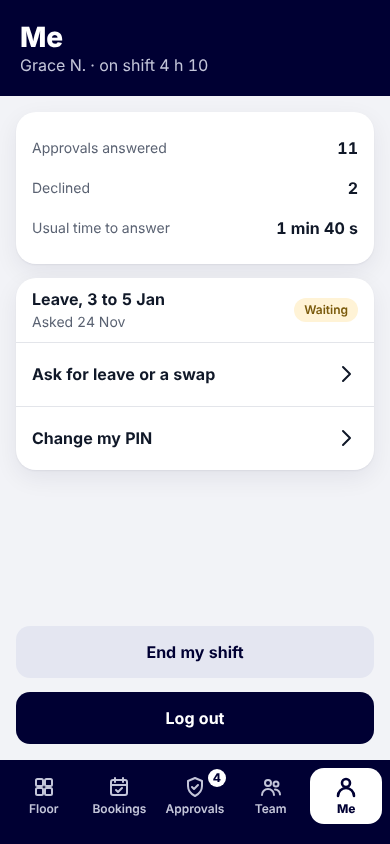 Me
Grace N. · on shift 4 h 10
Approvals answered 11
Declined 2
Usual time to answer 1 min 40 s
Leave, 3 to 5 Jan
Asked 24 Nov
Waiting
Ask for leave or a swap
Change my PIN
End my shift
Log out
4
Floor Bookings Approvals Team Me